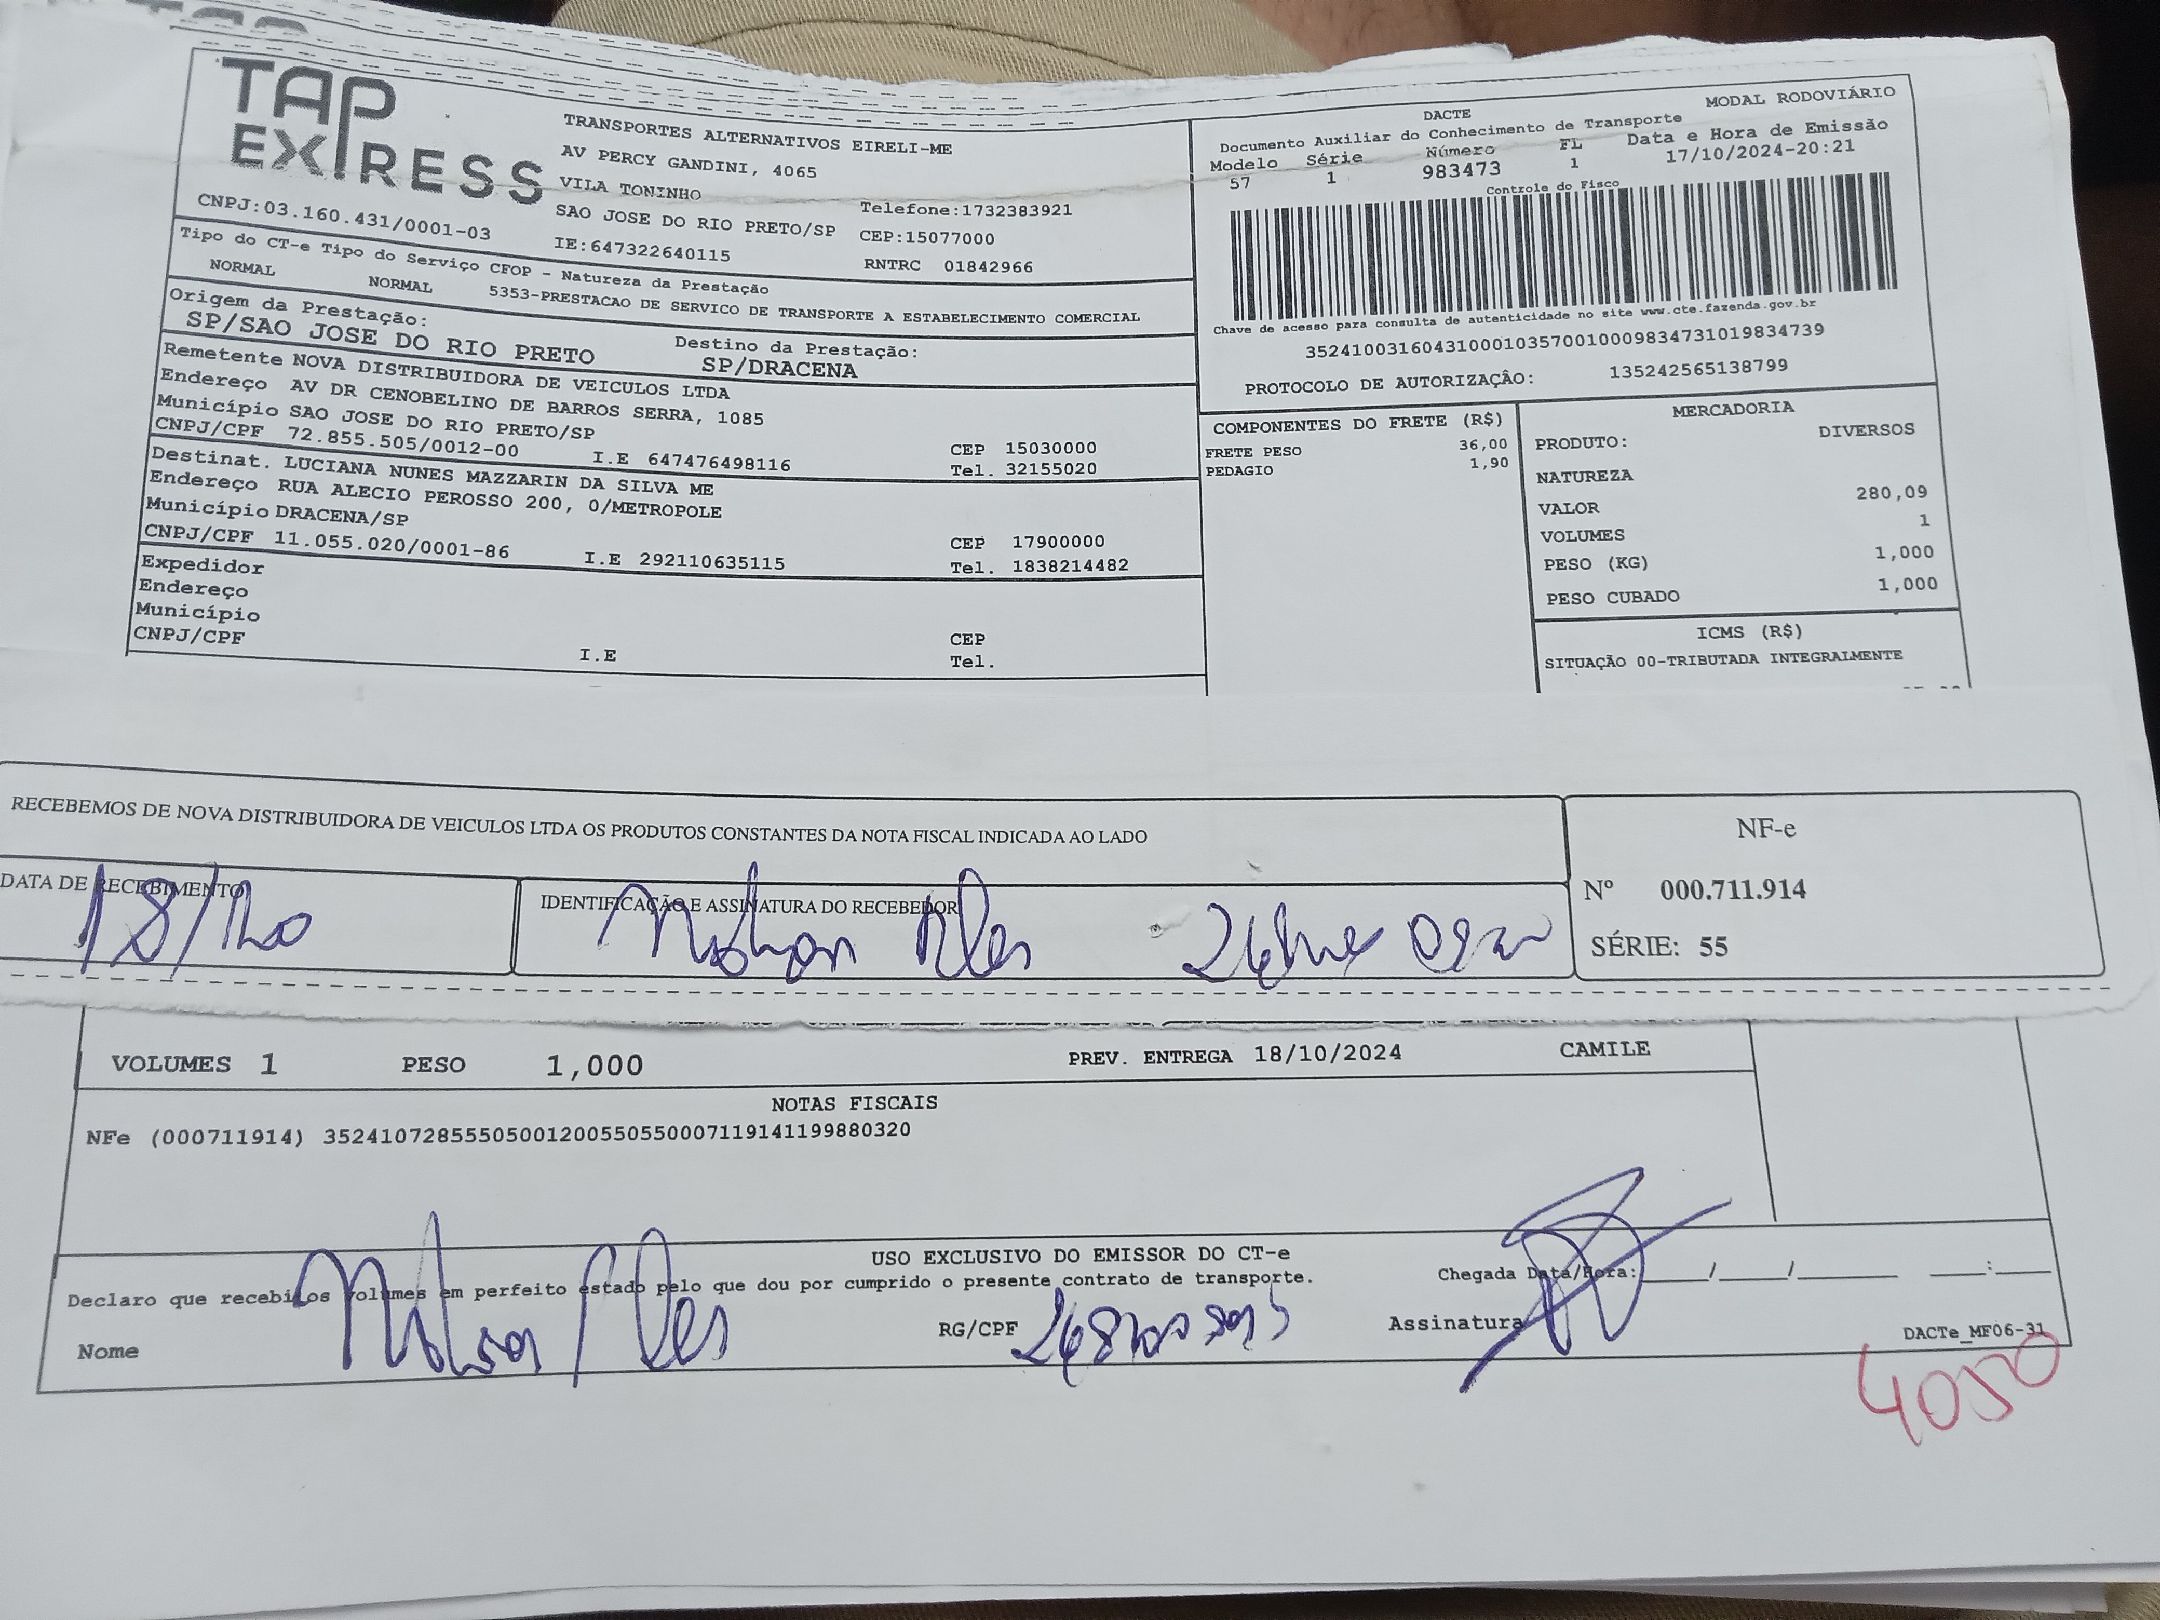 TAP
EXPRESS
CNPJ:03.160.431/0001-03
TRANSPORTES ALTERNATIVOS EIRELI-ME
AV PERCY GANDINI, 4065
VILA TONINHO
SAO JOSE DO RIO PRETO/SP
IE:647322640115
Telefone:1732383921
CEP:15077000
RNTRC 01842966
DACTE
MODAL RODOVIÁRIO
Documento Auxiliar do Conhecimento de Transporte
Modelo Série Número FL Data e Hora de Emissão
57 1 983473 1 17/10/2024-20:21
Controle do Fisco
Chave de acesso para consulta de autenticidade no site www.cte.fazenda.gov.br
35241003160431000103570010009834731019834739
PROTOCOLO DE AUTORIZAÇÂO: 135242565138799
Tipo do CT-e Tipo do Serviço CFOP - Natureza da Prestação
NORMAL NORMAL 5353-PRESTACAO DE SERVICO DE TRANSPORTE A ESTABELECIMENTO COMERCIAL
Origem da Prestação: Destino da Prestação:
SP/SAO JOSE DO RIO PRETO SP/DRACENA
Remetente NOVA DISTRIBUIDORA DE VEICULOS LTDA
Endereço AV DR CENOBELINO DE BARROS SERRA, 1085
Município SAO JOSE DO RIO PRETO/SP CEP 15030000
CNPJ/CPF 72.855.505/0012-00 I.E 647476498116 Tel. 32155020
Destinat. LUCIANA NUNES MAZZARIN DA SILVA ME
Endereço RUA ALECIO PEROSSO 200, 0/METROPOLE
Município DRACENA/SP CEP 17900000
CNPJ/CPF 11.055.020/0001-86 I.E 292110635115 Tel. 1838214482
Expedidor
Endereço
Município CEP
CNPJ/CPF I.E Tel.
COMPONENTES DO FRETE (R$)
FRETE PESO 36,00
PEDAGIO 1,90
MERCADORIA
PRODUTO: DIVERSOS
NATUREZA
VALOR 280,09
VOLUMES 1
PESO (KG) 1,000
PESO CUBADO 1,000
ICMS (R$)
SITUAÇÃO 00-TRIBUTADA INTEGRALMENTE
RECEBEMOS DE NOVA DISTRIBUIDORA DE VEICULOS LTDA OS PRODUTOS CONSTANTES DA NOTA FISCAL INDICADA AO LADO
DATA DE RECEBIMENTO IDENTIFICAÇÃO E ASSINATURA DO RECEBEDOR
NF-e
Nº 000.711.914
SÉRIE: 55
VOLUMES 1 PESO 1,000 PREV. ENTREGA 18/10/2024 CAMILE
NOTAS FISCAIS
NFe (000711914) 35241072855505001200550550007119141199880320
USO EXCLUSIVO DO EMISSOR DO CT-e
Declaro que recebi os volumes em perfeito estado pelo que dou por cumprido o presente contrato de transporte.
Chegada Data/Hora: ____/____/______ ____:____
Nome RG/CPF Assinatura
DACTe_MF06-31
4050